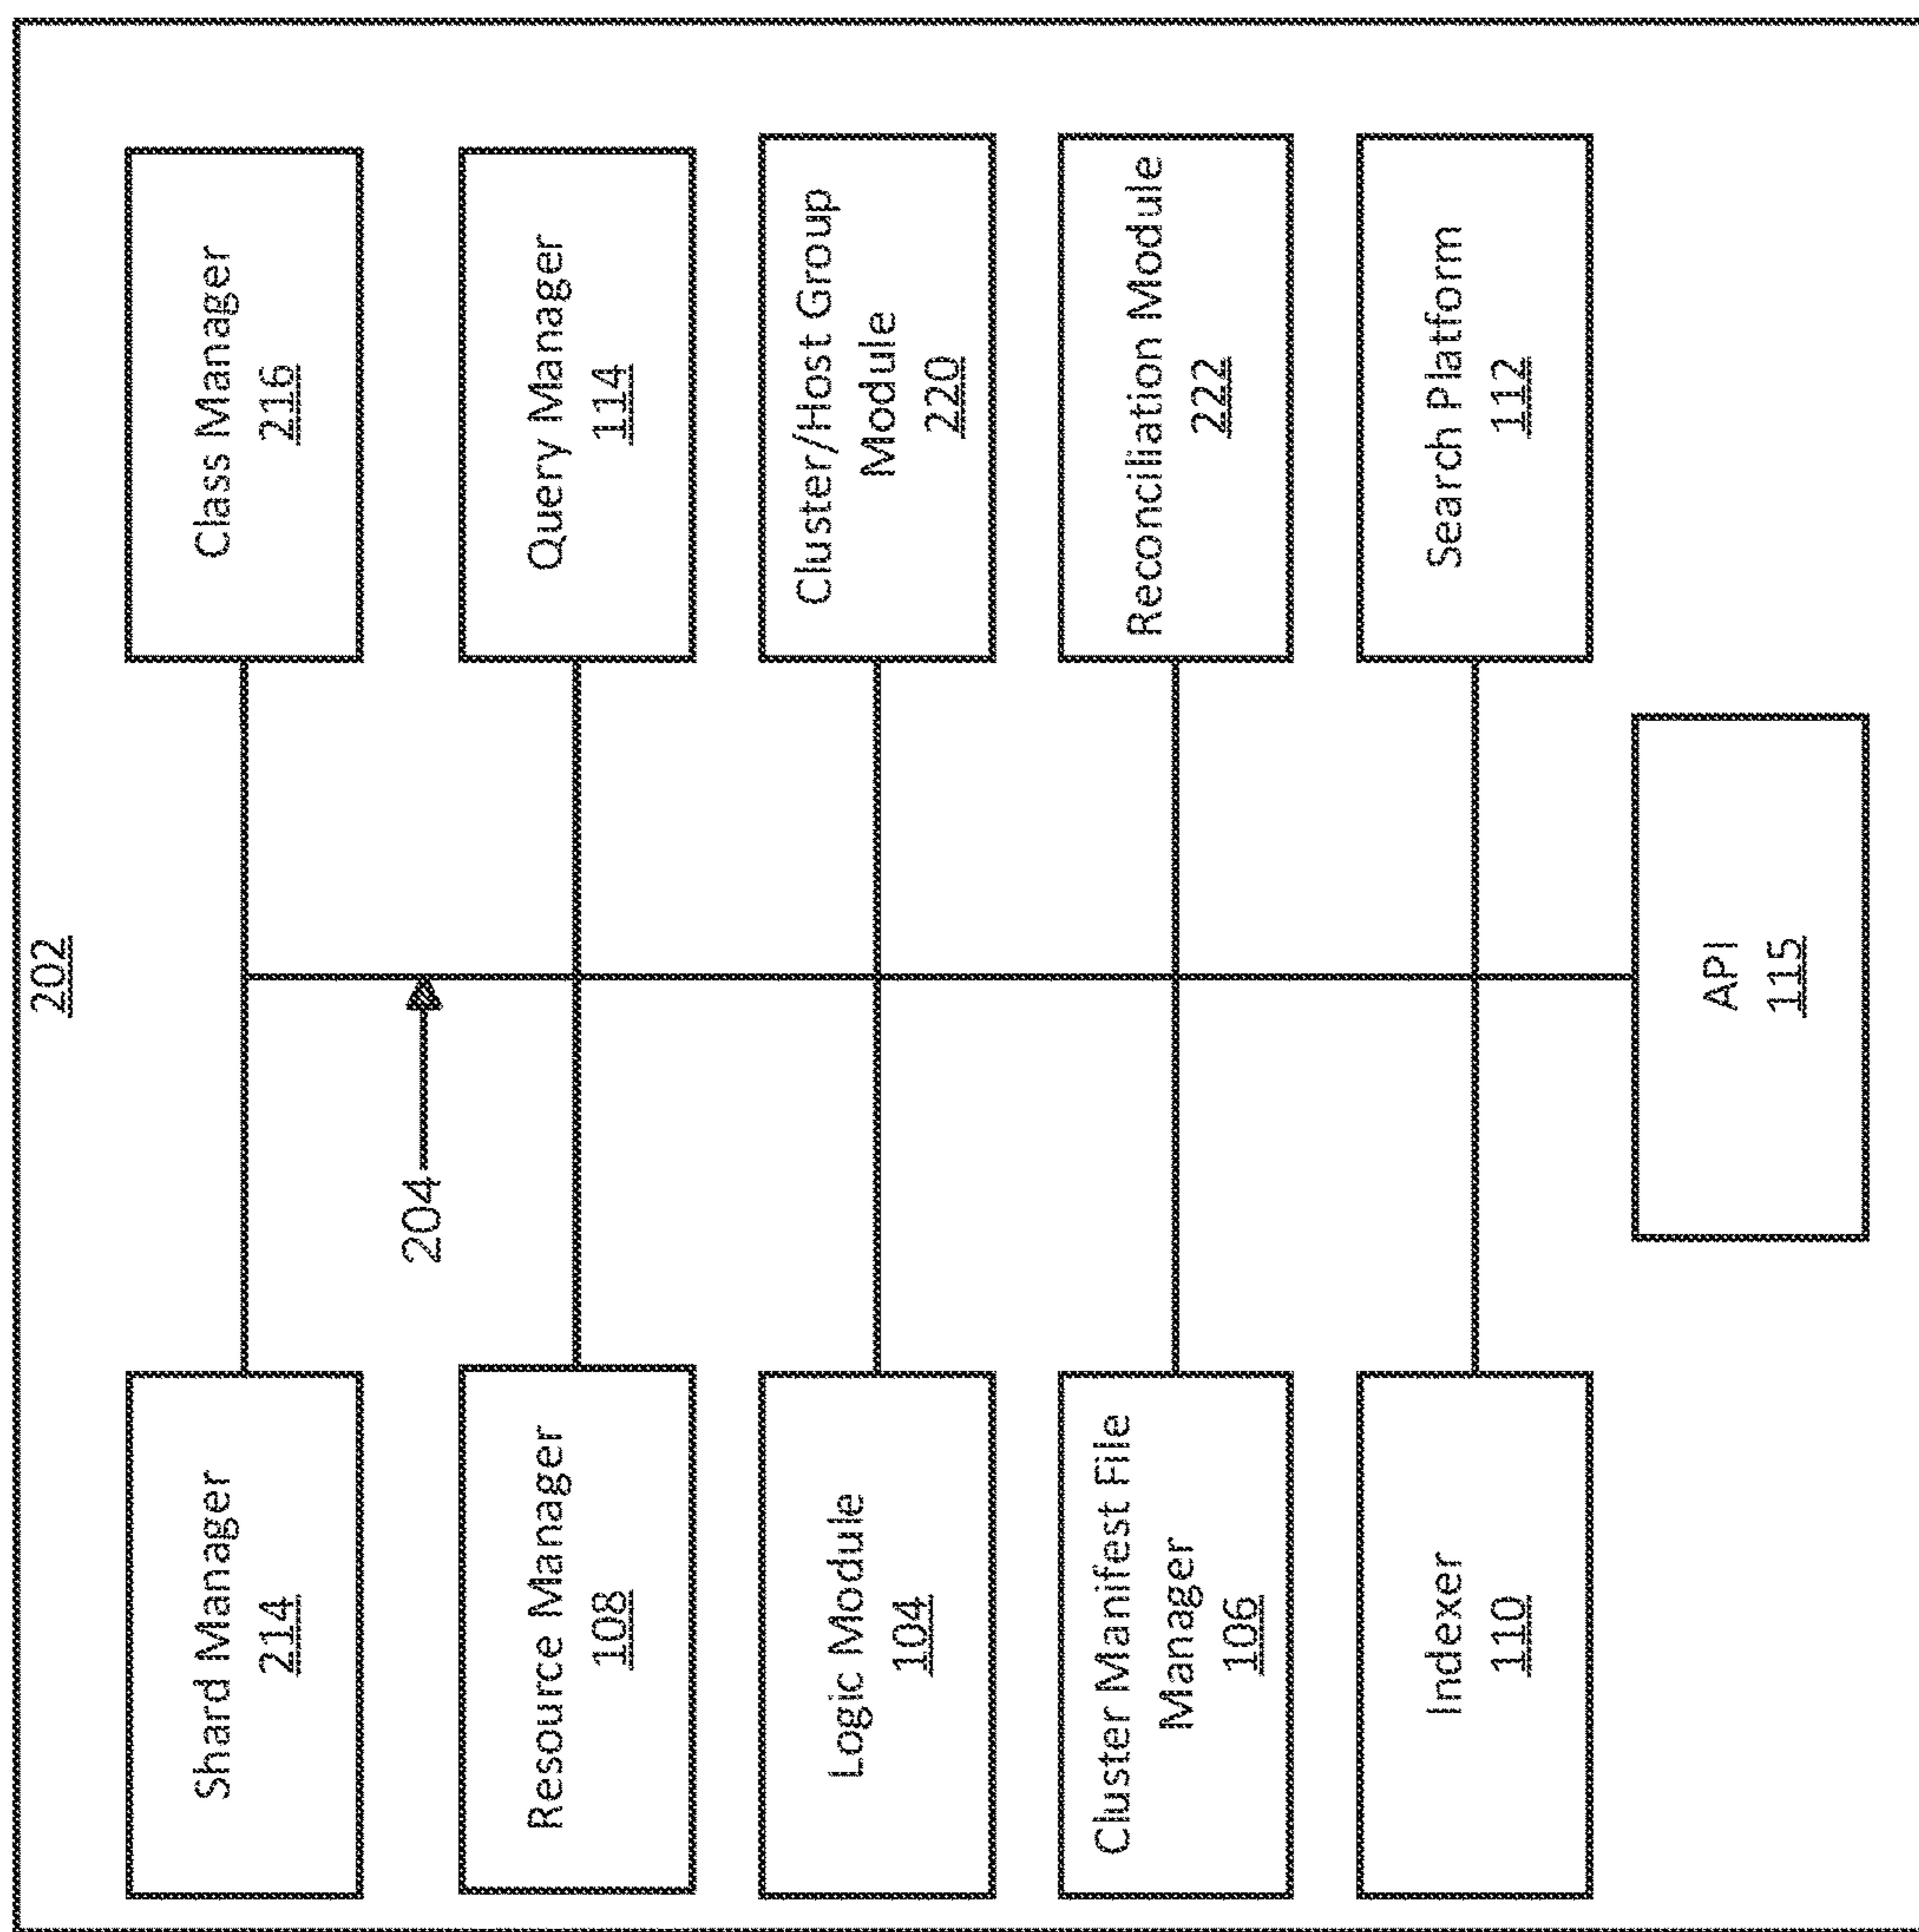 202
Shard Manager
214
Class Manager
216
204
Resource Manager
108
Query Manager
114
Logic Module
104
Cluster/Host Group
Module
220
Cluster Manifest File
Manager
106
Reconciliation Module
222
Indexer
110
Search Platform
112
API
115